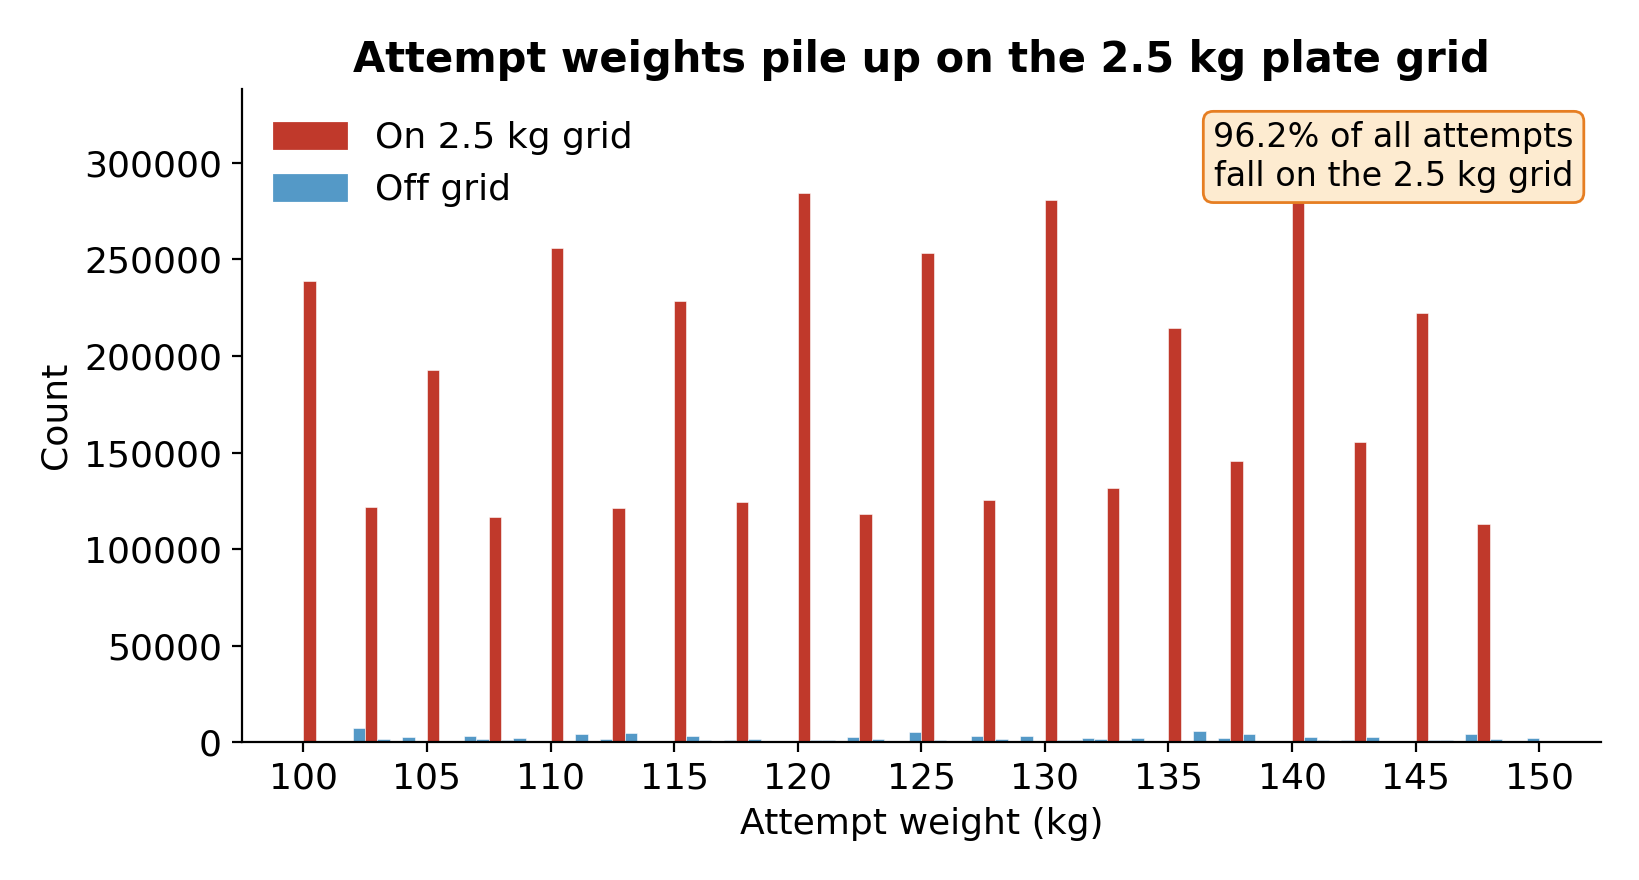 Attempt weights pile up on the 2.5 kg plate grid
On 2.5 kg grid
Off grid
96.2% of all attempts
fall on the 2.5 kg grid
300000
250000
200000
150000
100000
50000
0
Count
100 105 110 115 120 125 130 135 140 145 150
Attempt weight (kg)